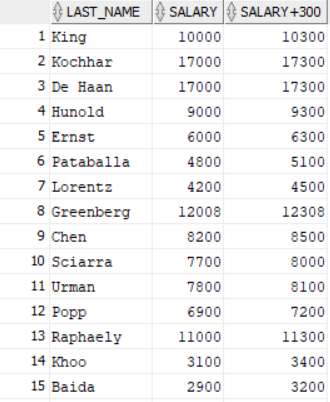 LAST_NAME SALARY SALARY+300
1 King 10000 10300
2 Kochhar 17000 17300
3 De Haan 17000 17300
4 Hunold 9000 9300
5 Ernst 6000 6300
6 Pataballa 4800 5100
7 Lorentz 4200 4500
8 Greenberg 12008 12308
9 Chen 8200 8500
10 Sciarra 7700 8000
11 Urman 7800 8100
12 Popp 6900 7200
13 Raphaely 11000 11300
14 Khoo 3100 3400
15 Baida 2900 3200